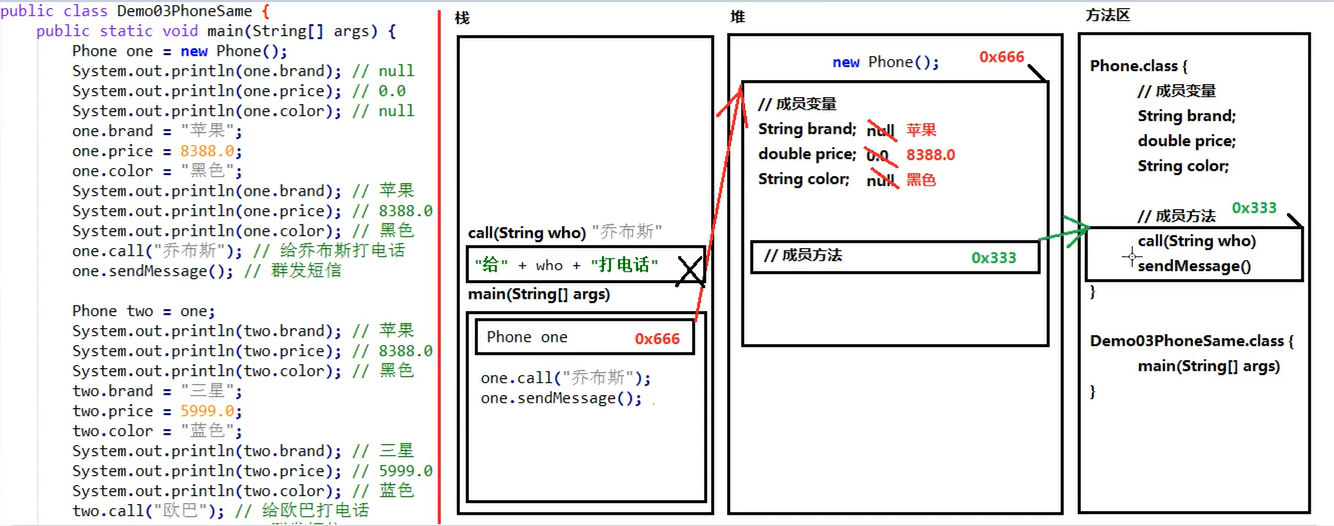 public class Demo03PhoneSame {
public static void main(String[] args) {
Phone one = new Phone();
System.out.println(one.brand); // null
System.out.println(one.price); // 0.0
System.out.println(one.color); // null
one.brand = "苹果";
one.price = 8388.0;
one.color = "黑色";
System.out.println(one.brand); // 苹果
System.out.println(one.price); // 8388.0
System.out.println(one.color); // 黑色
one.call("乔布斯"); // 给乔布斯打电话
one.sendMessage(); // 群发短信
Phone two = one;
System.out.println(two.brand); // 苹果
System.out.println(two.price); // 8388.0
System.out.println(two.color); // 黑色
two.brand = "三星";
two.price = 5999.0;
two.color = "蓝色";
System.out.println(two.brand); // 三星
System.out.println(two.price); // 5999.0
System.out.println(two.color); // 蓝色
two.call("欧巴"); // 给欧巴打电话
栈
call(String who) "乔布斯"
"给" + who + "打电话"
main(String[] args)
Phone one 0x666
one.call("乔布斯");
one.sendMessage();
堆
new Phone(); 0x666
// 成员变量
String brand; null 苹果
double price; 0.0 8388.0
String color; null 黑色
// 成员方法 0x333
方法区
Phone.class {
// 成员变量
String brand;
double price;
String color;
// 成员方法 0x333
call(String who)
sendMessage()
}
Demo03PhoneSame.class {
main(String[] args)
}